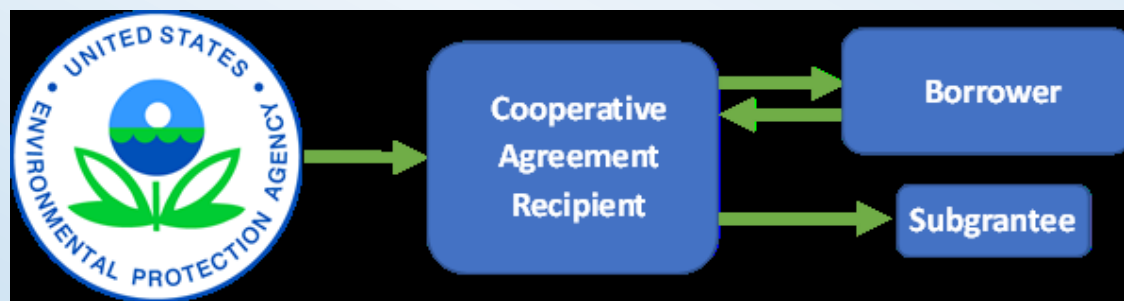 UNITED STATES
ENVIRONMENTAL PROTECTION AGENCY
Cooperative
Agreement
Recipient
Borrower
Subgrantee